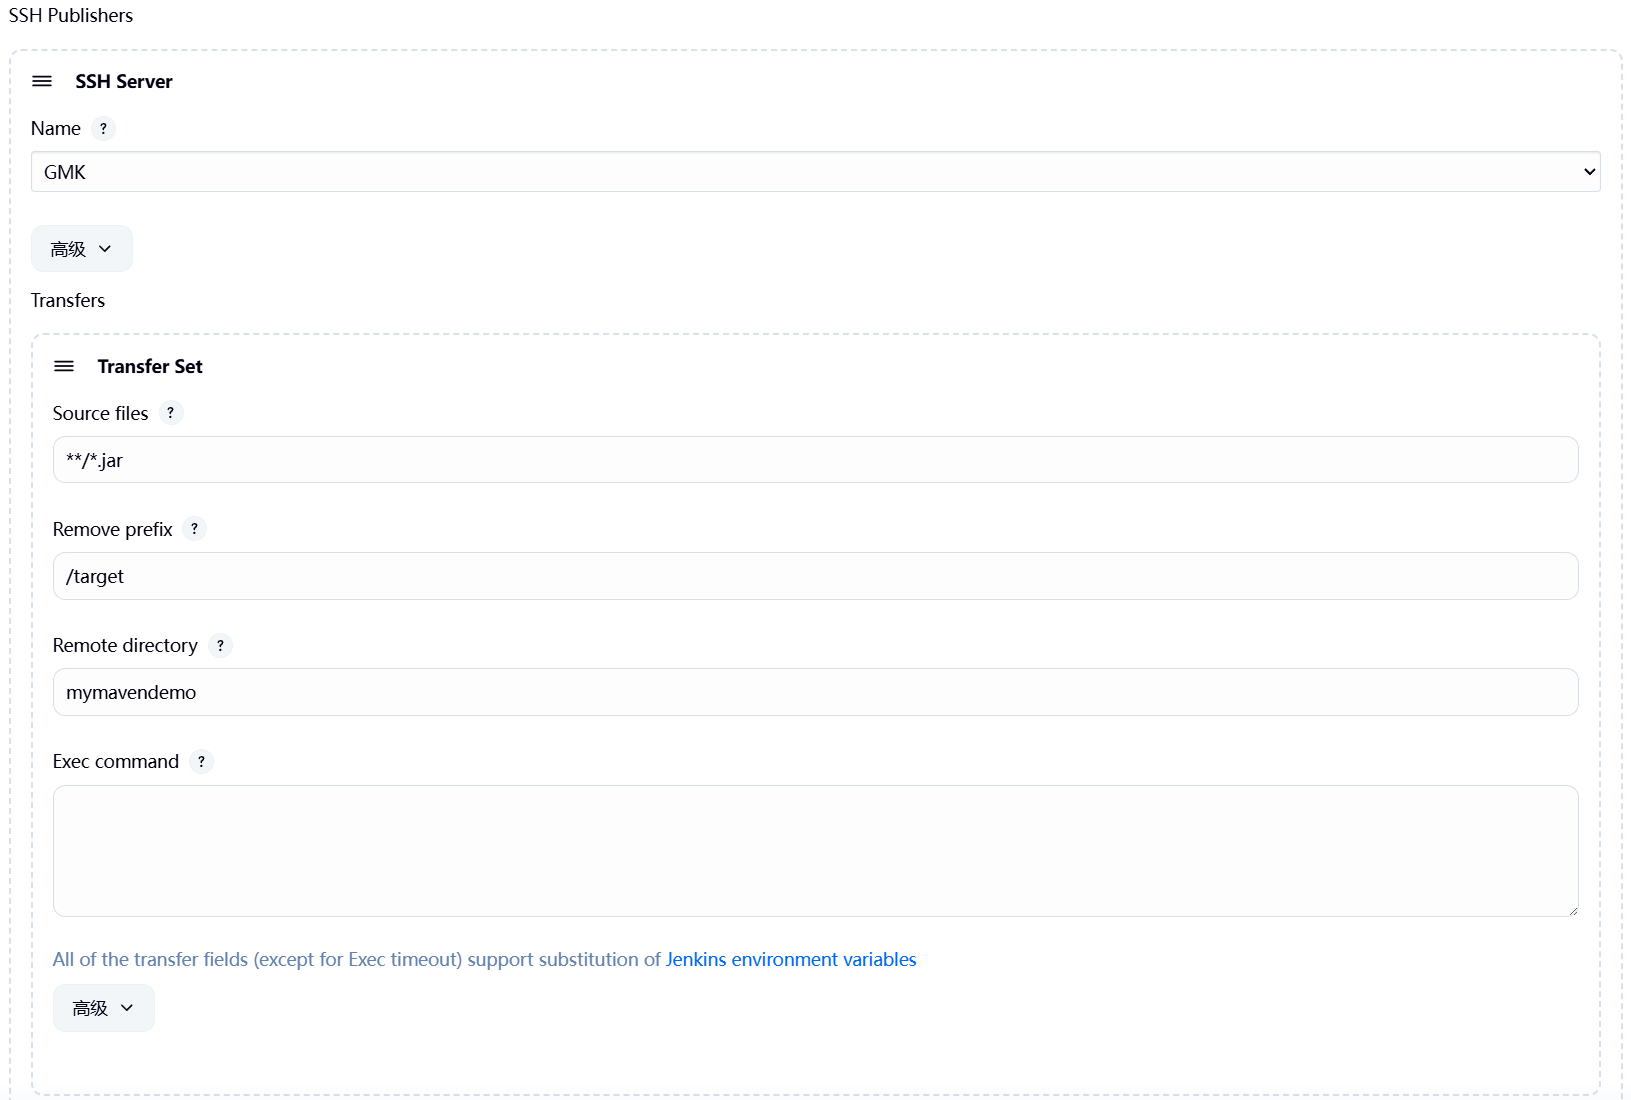 SSH Publishers
SSH Server
Name ?
GMK
高级
Transfers
Transfer Set
Source files ?
**/*.jar
Remove prefix ?
/target
Remote directory ?
mymavendemo
Exec command ?
All of the transfer fields (except for Exec timeout) support substitution of Jenkins environment variables
高级